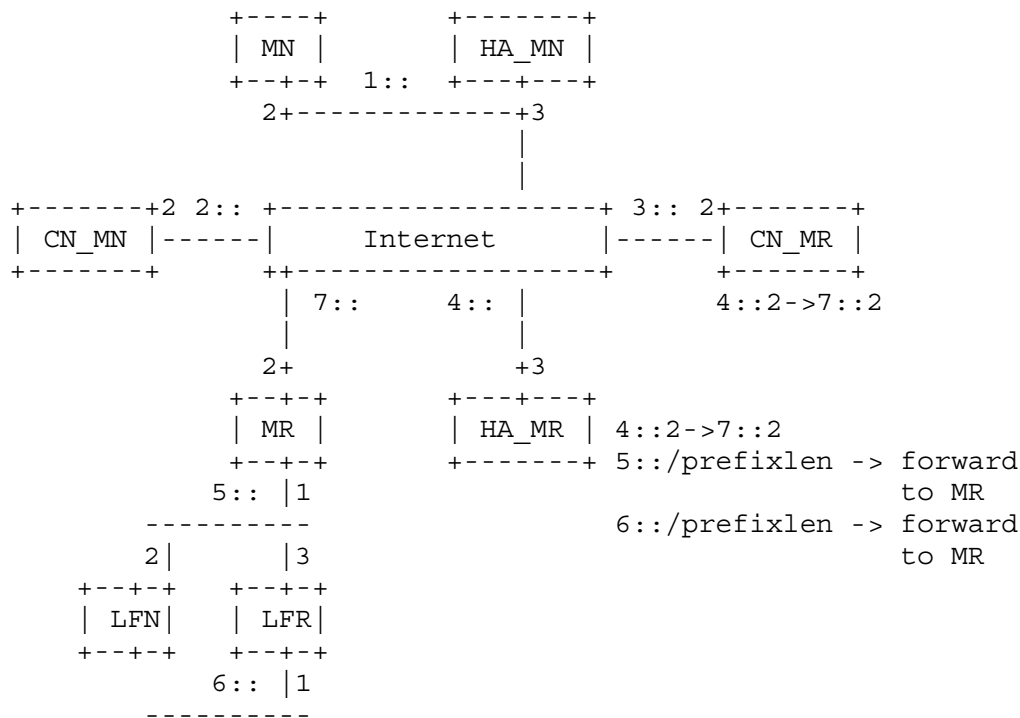 +----+       +-------+
| MN |       | HA_MN |
+--+-+  1::  +---+---+
2+-------------+3
|
|
+-------+2 2:: +-------------------+ 3:: 2+-------+
| CN_MN |------|     Internet      |------| CN_MR |
+-------+      ++------------------+      +-------+
| 7::     4:: |           4::2->7::2
|             |
2+             +3
+--+-+       +---+---+
| MR |       | HA_MR | 4::2->7::2
+--+-+       +-------+ 5::/prefixlen -> forward
5:: |1                                    to MR
----------                  6::/prefixlen -> forward
2|      |3                                    to MR
+--+-+   +--+-+
| LFN|   | LFR|
+--+-+   +--+-+
6:: |1
----------